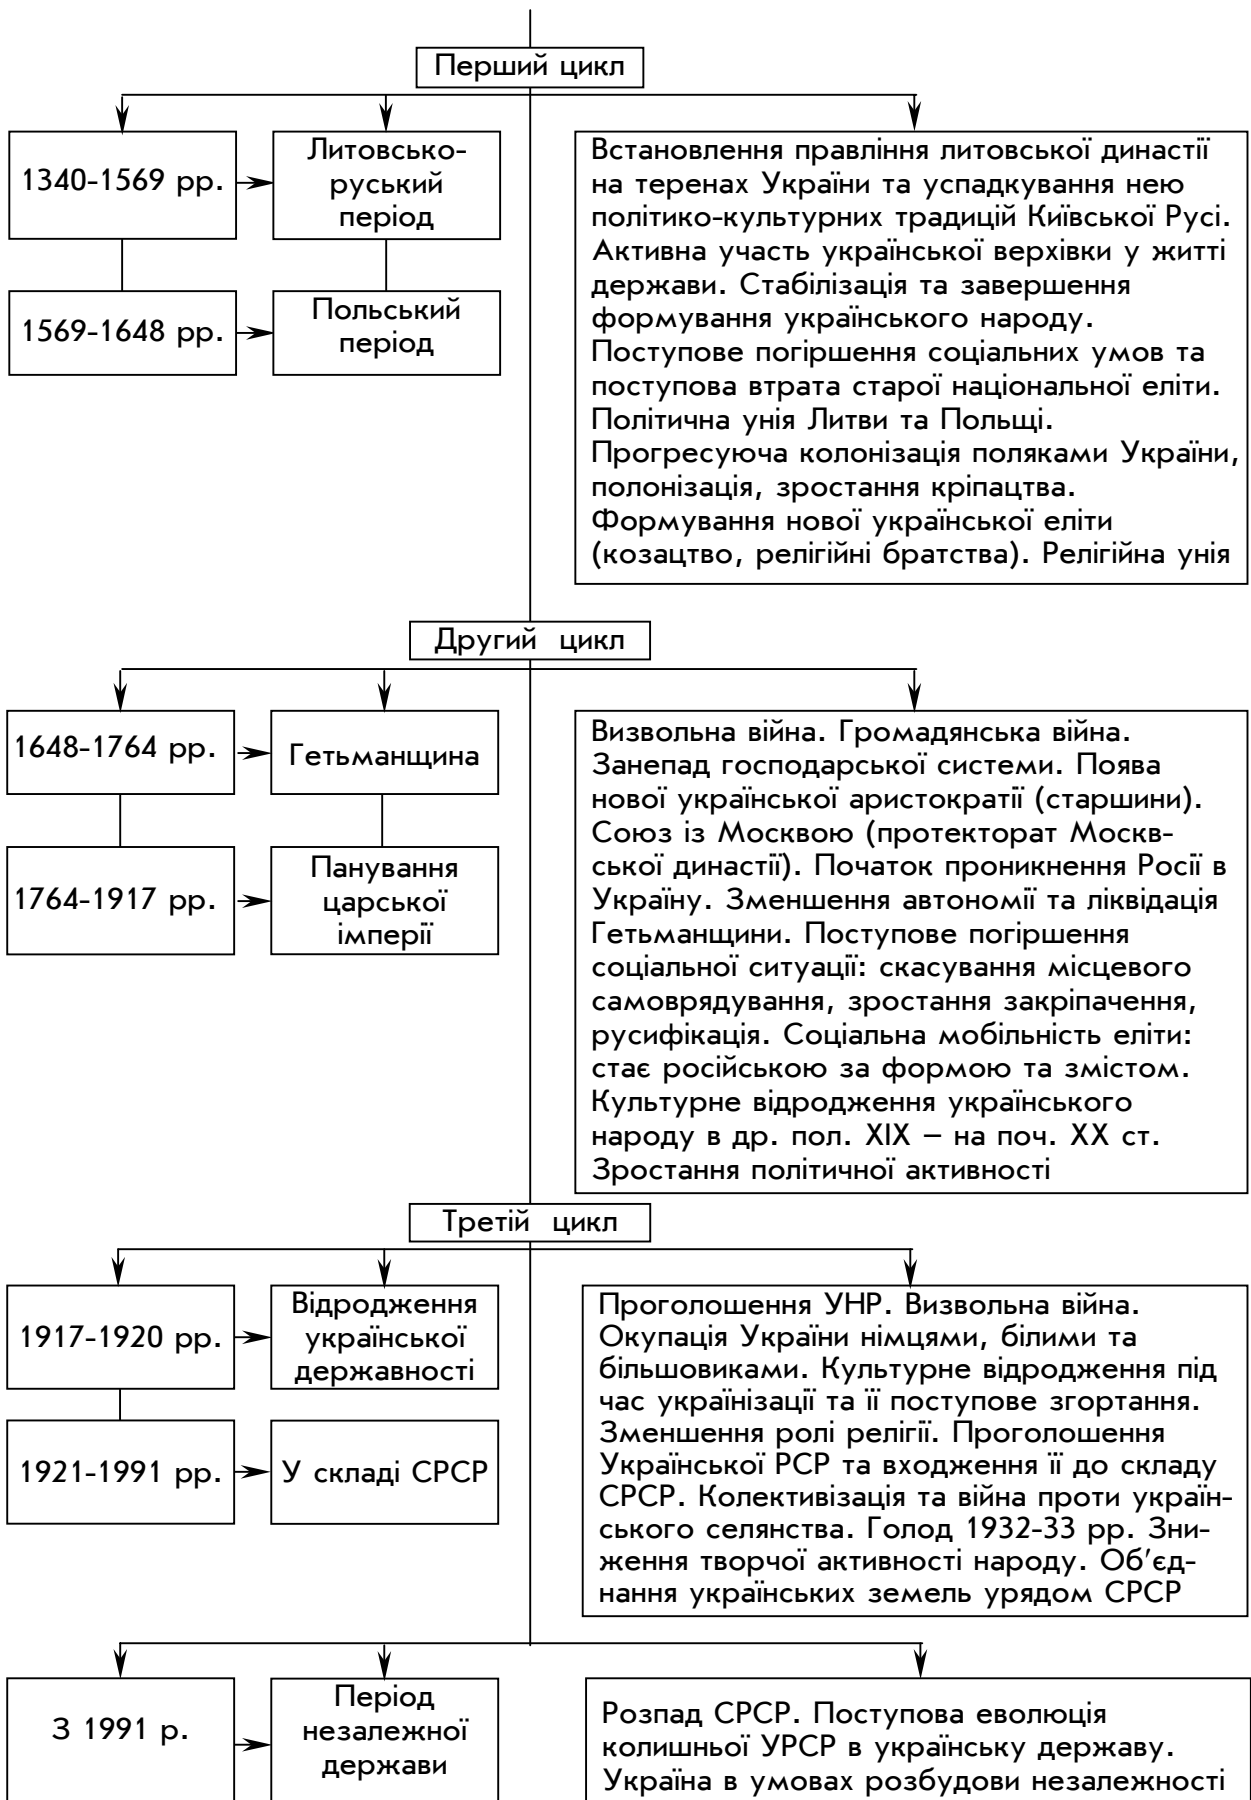 Перший цикл
1340-1569 рр.
Литовсько-
руський
період
1569-1648 рр.
Польський
період
Встановлення правління литовської династії
на теренах України та успадкування нею
політико-культурних традицій Київської Русі.
Активна участь української верхівки у житті
держави. Стабілізація та завершення
формування українського народу.
Поступове погіршення соціальних умов та
поступова втрата старої національної еліти.
Політична унія Литви та Польщі.
Прогресуюча колонізація поляками України,
полонізація, зростання кріпацтва.
Формування нової української еліти
(козацтво, релігійні братства). Релігійна унія
Другий цикл
1648-1764 рр.
Гетьманщина
1764-1917 рр.
Панування
царської
імперії
Визвольна війна. Громадянська війна.
Занепад господарської системи. Поява
нової української аристократії (старшини).
Союз із Москвою (протекторат Москв-
ської династії). Початок проникнення Росії в
Україну. Зменшення автономії та ліквідація
Гетьманщини. Поступове погіршення
соціальної ситуації: скасування місцевого
самоврядування, зростання закріпачення,
русифікація. Соціальна мобільність еліти:
стає російською за формою та змістом.
Культурне відродження українського
народу в др. пол. XIX – на поч. XX ст.
Зростання політичної активності
Третій цикл
1917-1920 рр.
Відродження
української
державності
1921-1991 рр.
У складі СРСР
Проголошення УНР. Визвольна війна.
Окупація України німцями, білими та
більшовиками. Культурне відродження під
час українізації та її поступове згортання.
Зменшення ролі релігії. Проголошення
Української РСР та входження її до складу
СРСР. Колективізація та війна проти україн-
ського селянства. Голод 1932-33 рр. Зни-
ження творчої активності народу. Об'єд-
нання українських земель урядом СРСР
З 1991 р.
Період
незалежної
держави
Розпад СРСР. Поступова еволюція
колишньої УРСР в українську державу.
Україна в умовах розбудови незалежності